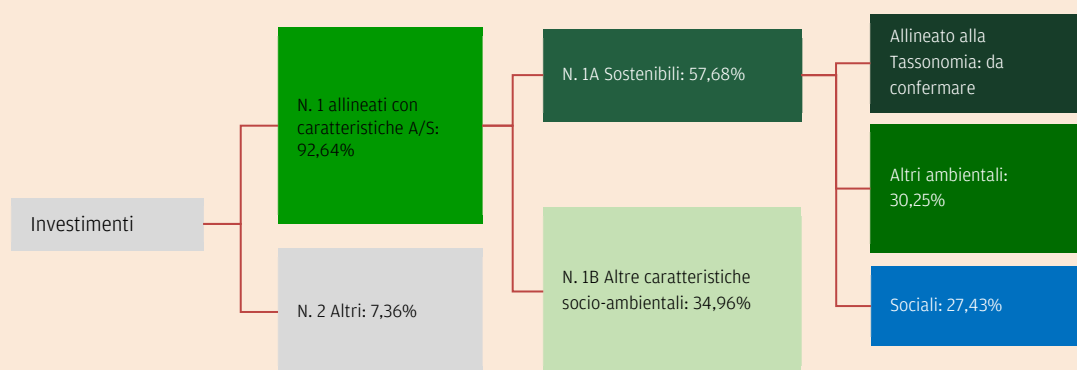 Investimenti
N. 1 allineati con
caratteristiche A/S:
92,64%
N. 2 Altri: 7,36%
N. 1A Sostenibili: 57,68%
N. 1B Altre caratteristiche
socio-ambientali: 34,96%
Allineato alla
Tassonomia: da
confermare
Altri ambientali:
30,25%
Sociali: 27,43%